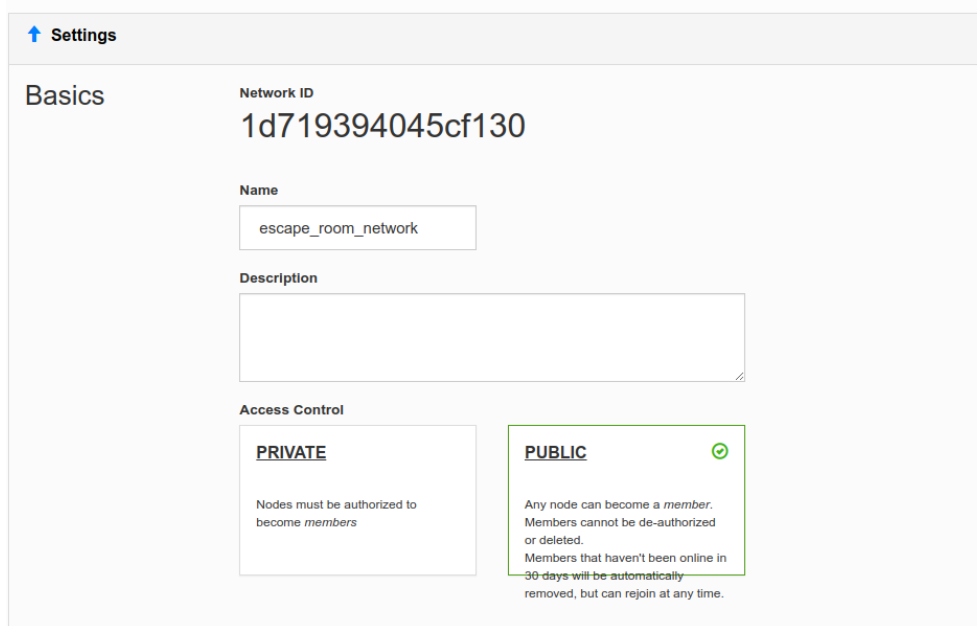 Settings
Basics
Network ID
1d719394045cf130
Name
escape_room_network
Description
Access Control
PRIVATE
Nodes must be authorized to
become members
PUBLIC
Any node can become a member.
Members cannot be de-authorized
or deleted.
Members that haven't been online in
30 days will be automatically
removed, but can rejoin at any time.